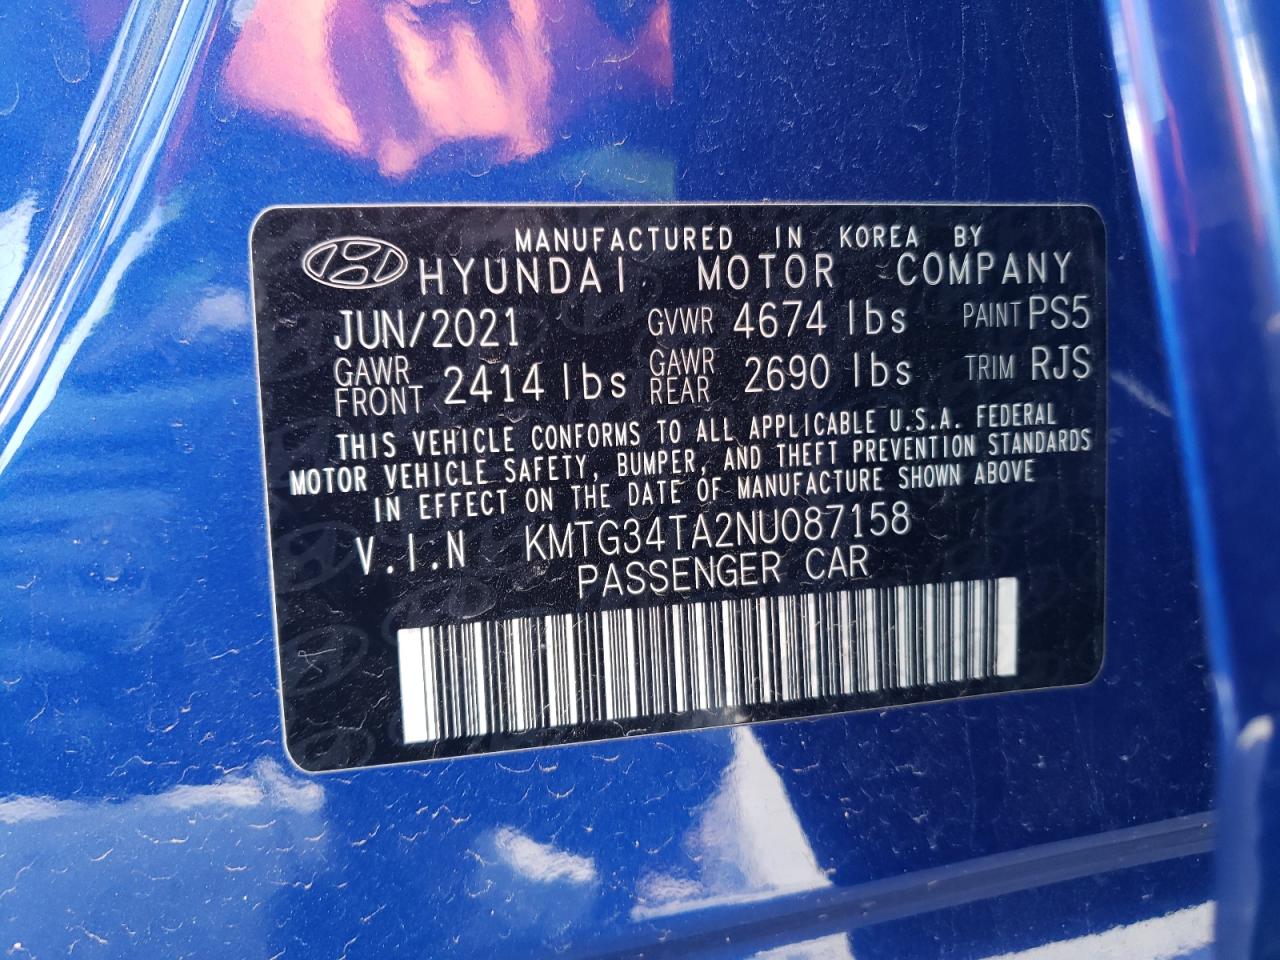 MANUFACTURED IN KOREA BY
HYUNDAI MOTOR COMPANY
JUN/2021 GVWR 4674 lbs PAINT PS5
GAWR FRONT 2414 lbs GAWR REAR 2690 lbs TRIM RJS
THIS VEHICLE CONFORMS TO ALL APPLICABLE U.S.A. FEDERAL
MOTOR VEHICLE SAFETY, BUMPER, AND THEFT PREVENTION STANDARDS
IN EFFECT ON THE DATE OF MANUFACTURE SHOWN ABOVE
V.I.N KMTG34TA2NU087158
PASSENGER CAR